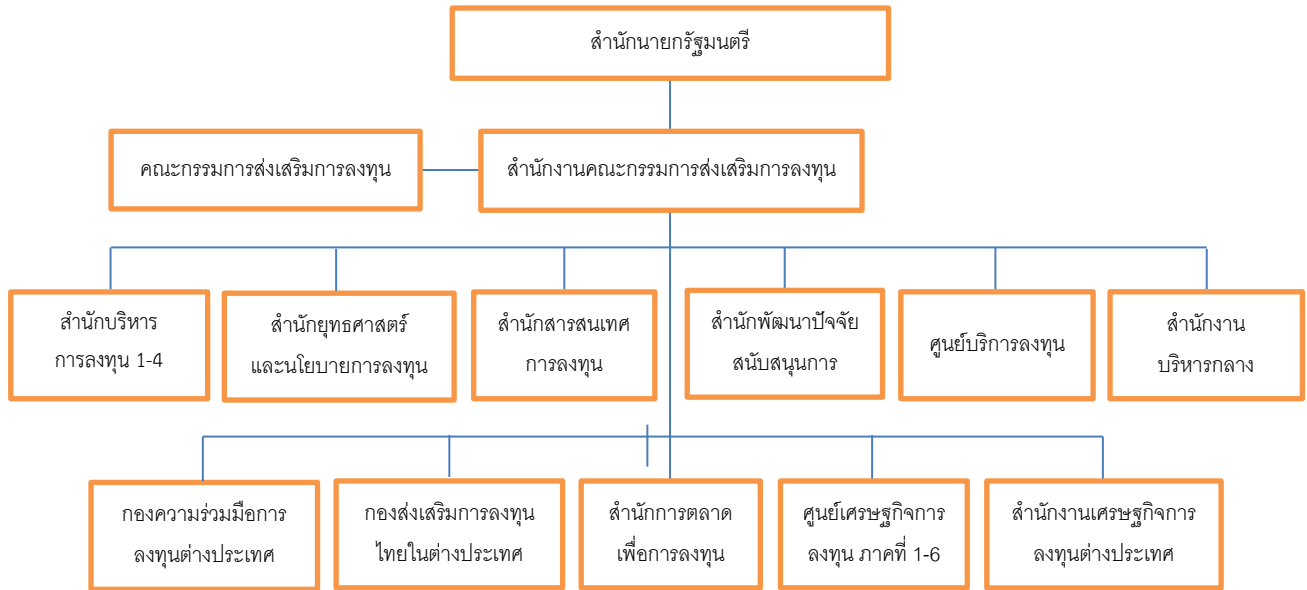 สำนักนายกรัฐมนตรี
คณะกรรมการส่งเสริมการลงทุน
สำนักงานคณะกรรมการส่งเสริมการลงทุน
สำนักบริหาร
การลงทุน 1-4
สำนักยุทธศาสตร์
และนโยบายการลงทุน
สำนักสารสนเทศ
การลงทุน
สำนักพัฒนาปัจจัย
สนับสนุนการ
ศูนย์บริการลงทุน
สำนักงาน
บริหารกลาง
กองความร่วมมือการ
ลงทุนต่างประเทศ
กองส่งเสริมการลงทุน
ไทยในต่างประเทศ
สำนักการตลาด
เพื่อการลงทุน
ศูนย์เศรษฐกิจการ
ลงทุน ภาคที่ 1-6
สำนักงานเศรษฐกิจการ
ลงทุนต่างประเทศ